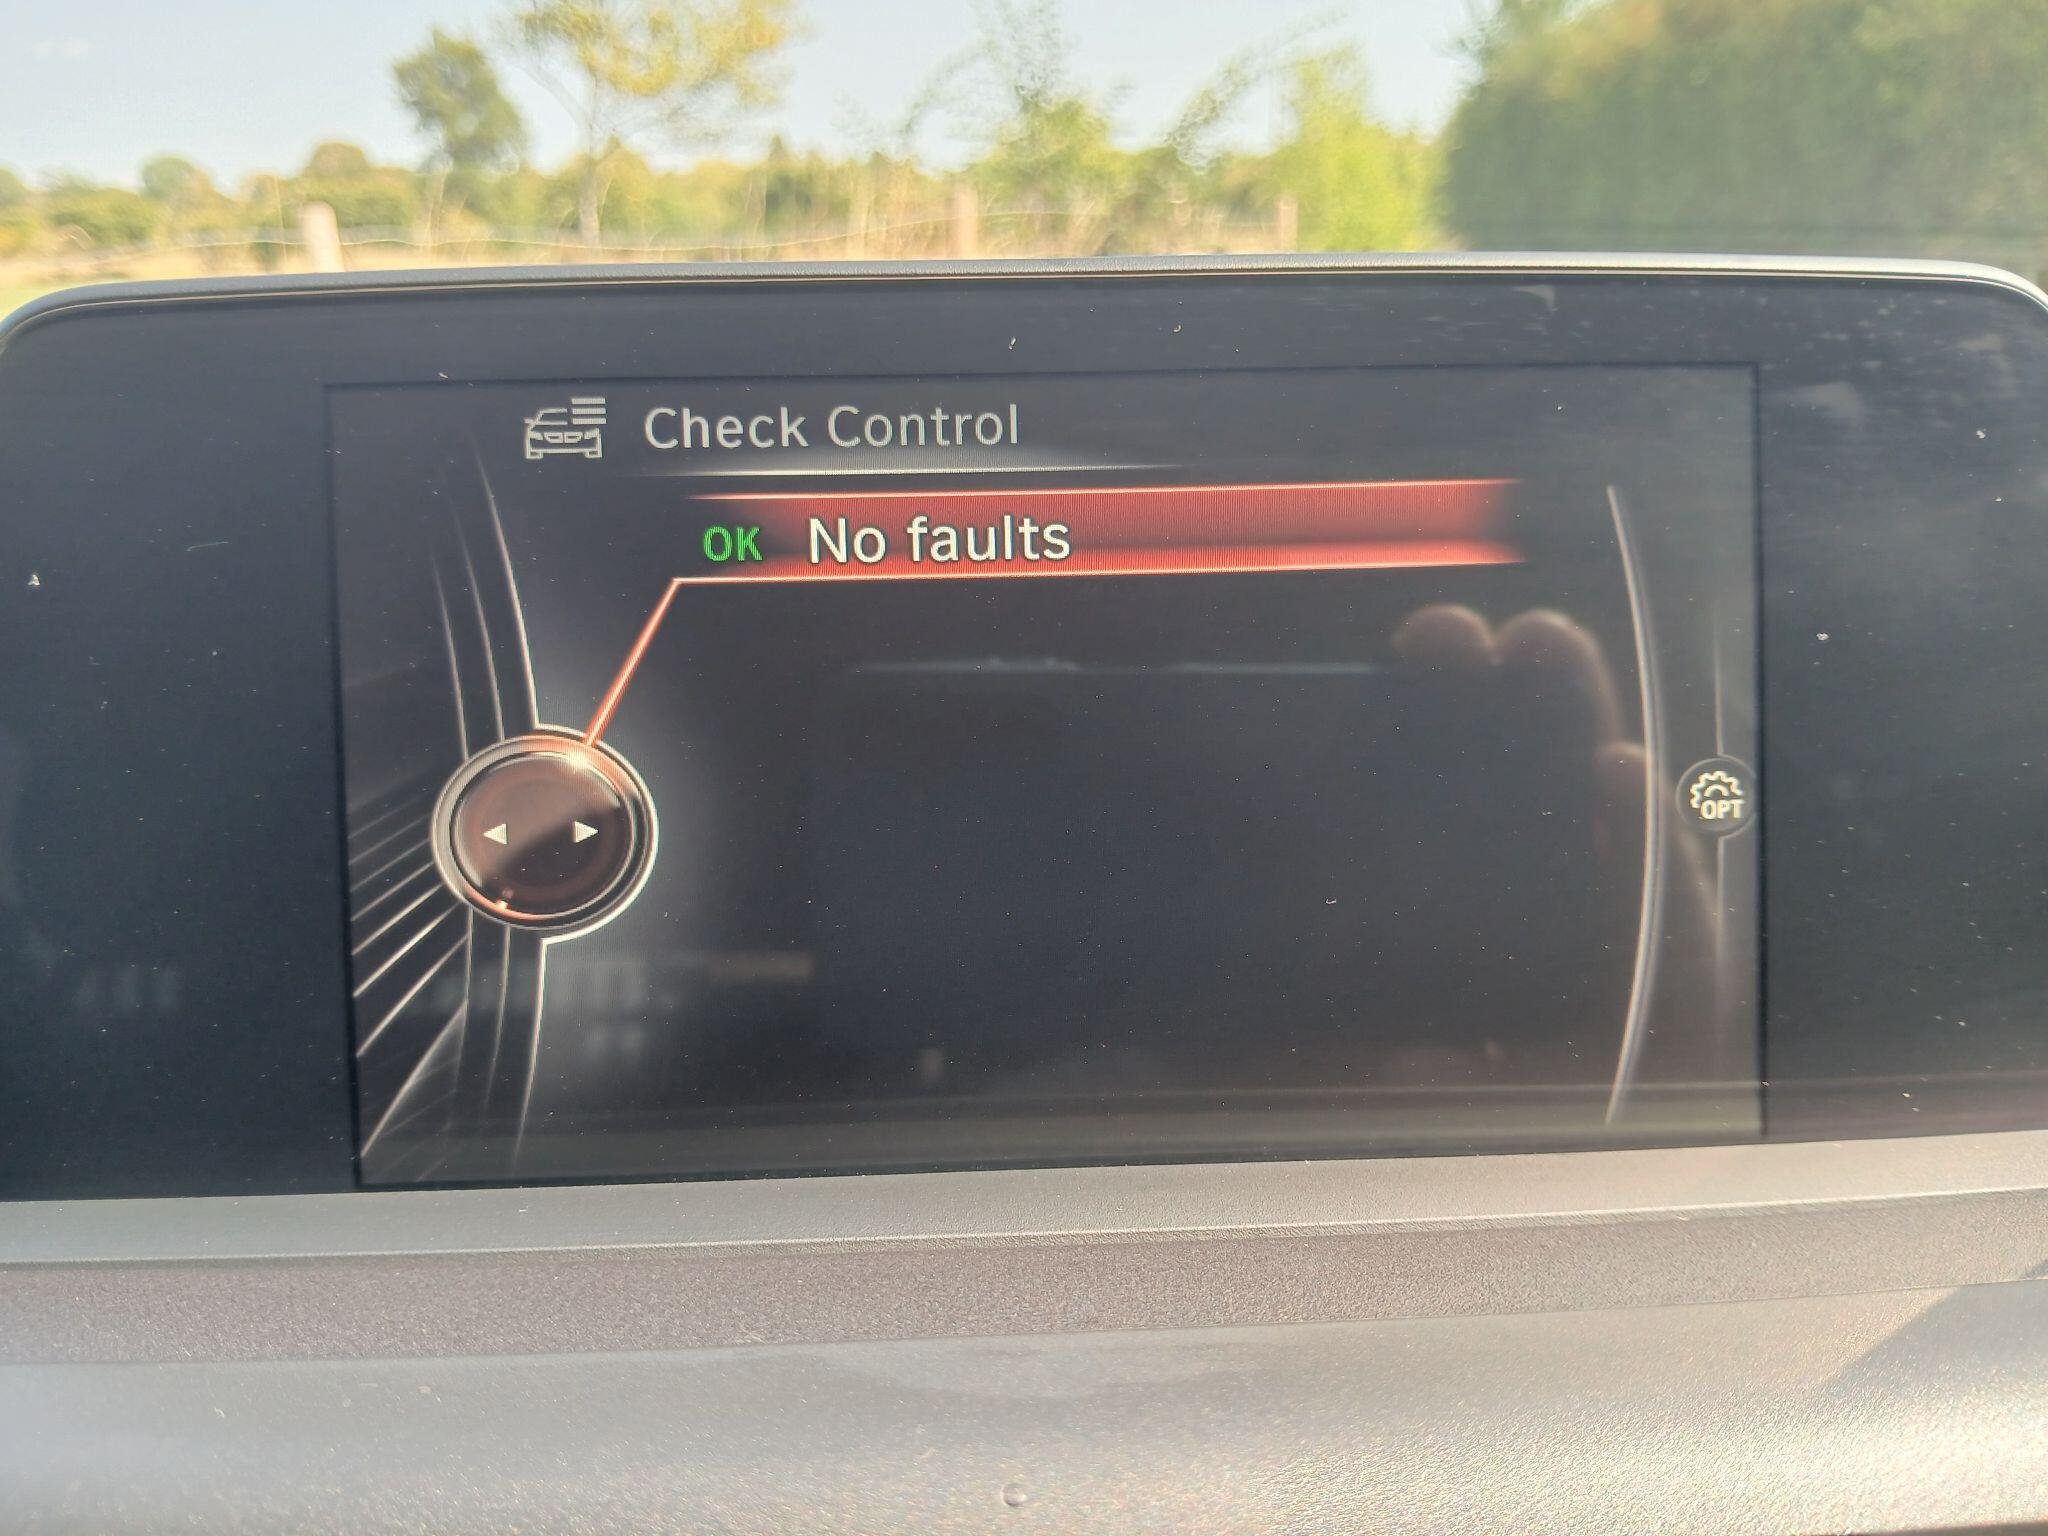 Check Control
OK No faults
OPT